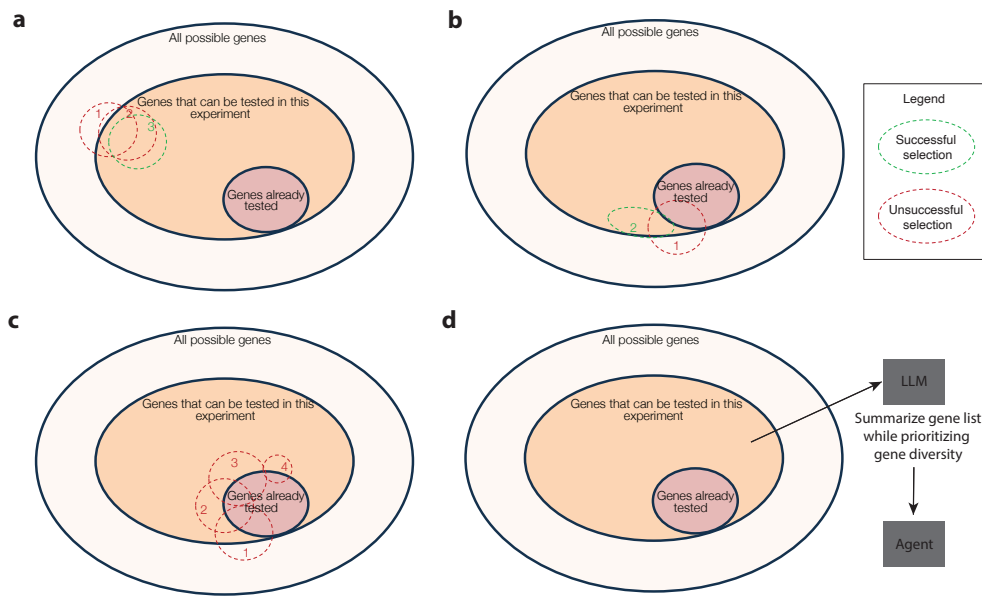 a
All possible genes
Genes that can be tested in this
experiment
1
2
3
Genes already
tested
b
All possible genes
Genes that can be tested in this
experiment
Genes already
tested
2
1
Legend
Successful
selection
Unsuccessful
selection
c
All possible genes
Genes that can be tested in this
experiment
3
4
Genes already
tested
2
1
d
All possible genes
Genes that can be tested in this
experiment
Genes already
tested
LLM
Summarize gene list
while prioritizing
gene diversity
Agent